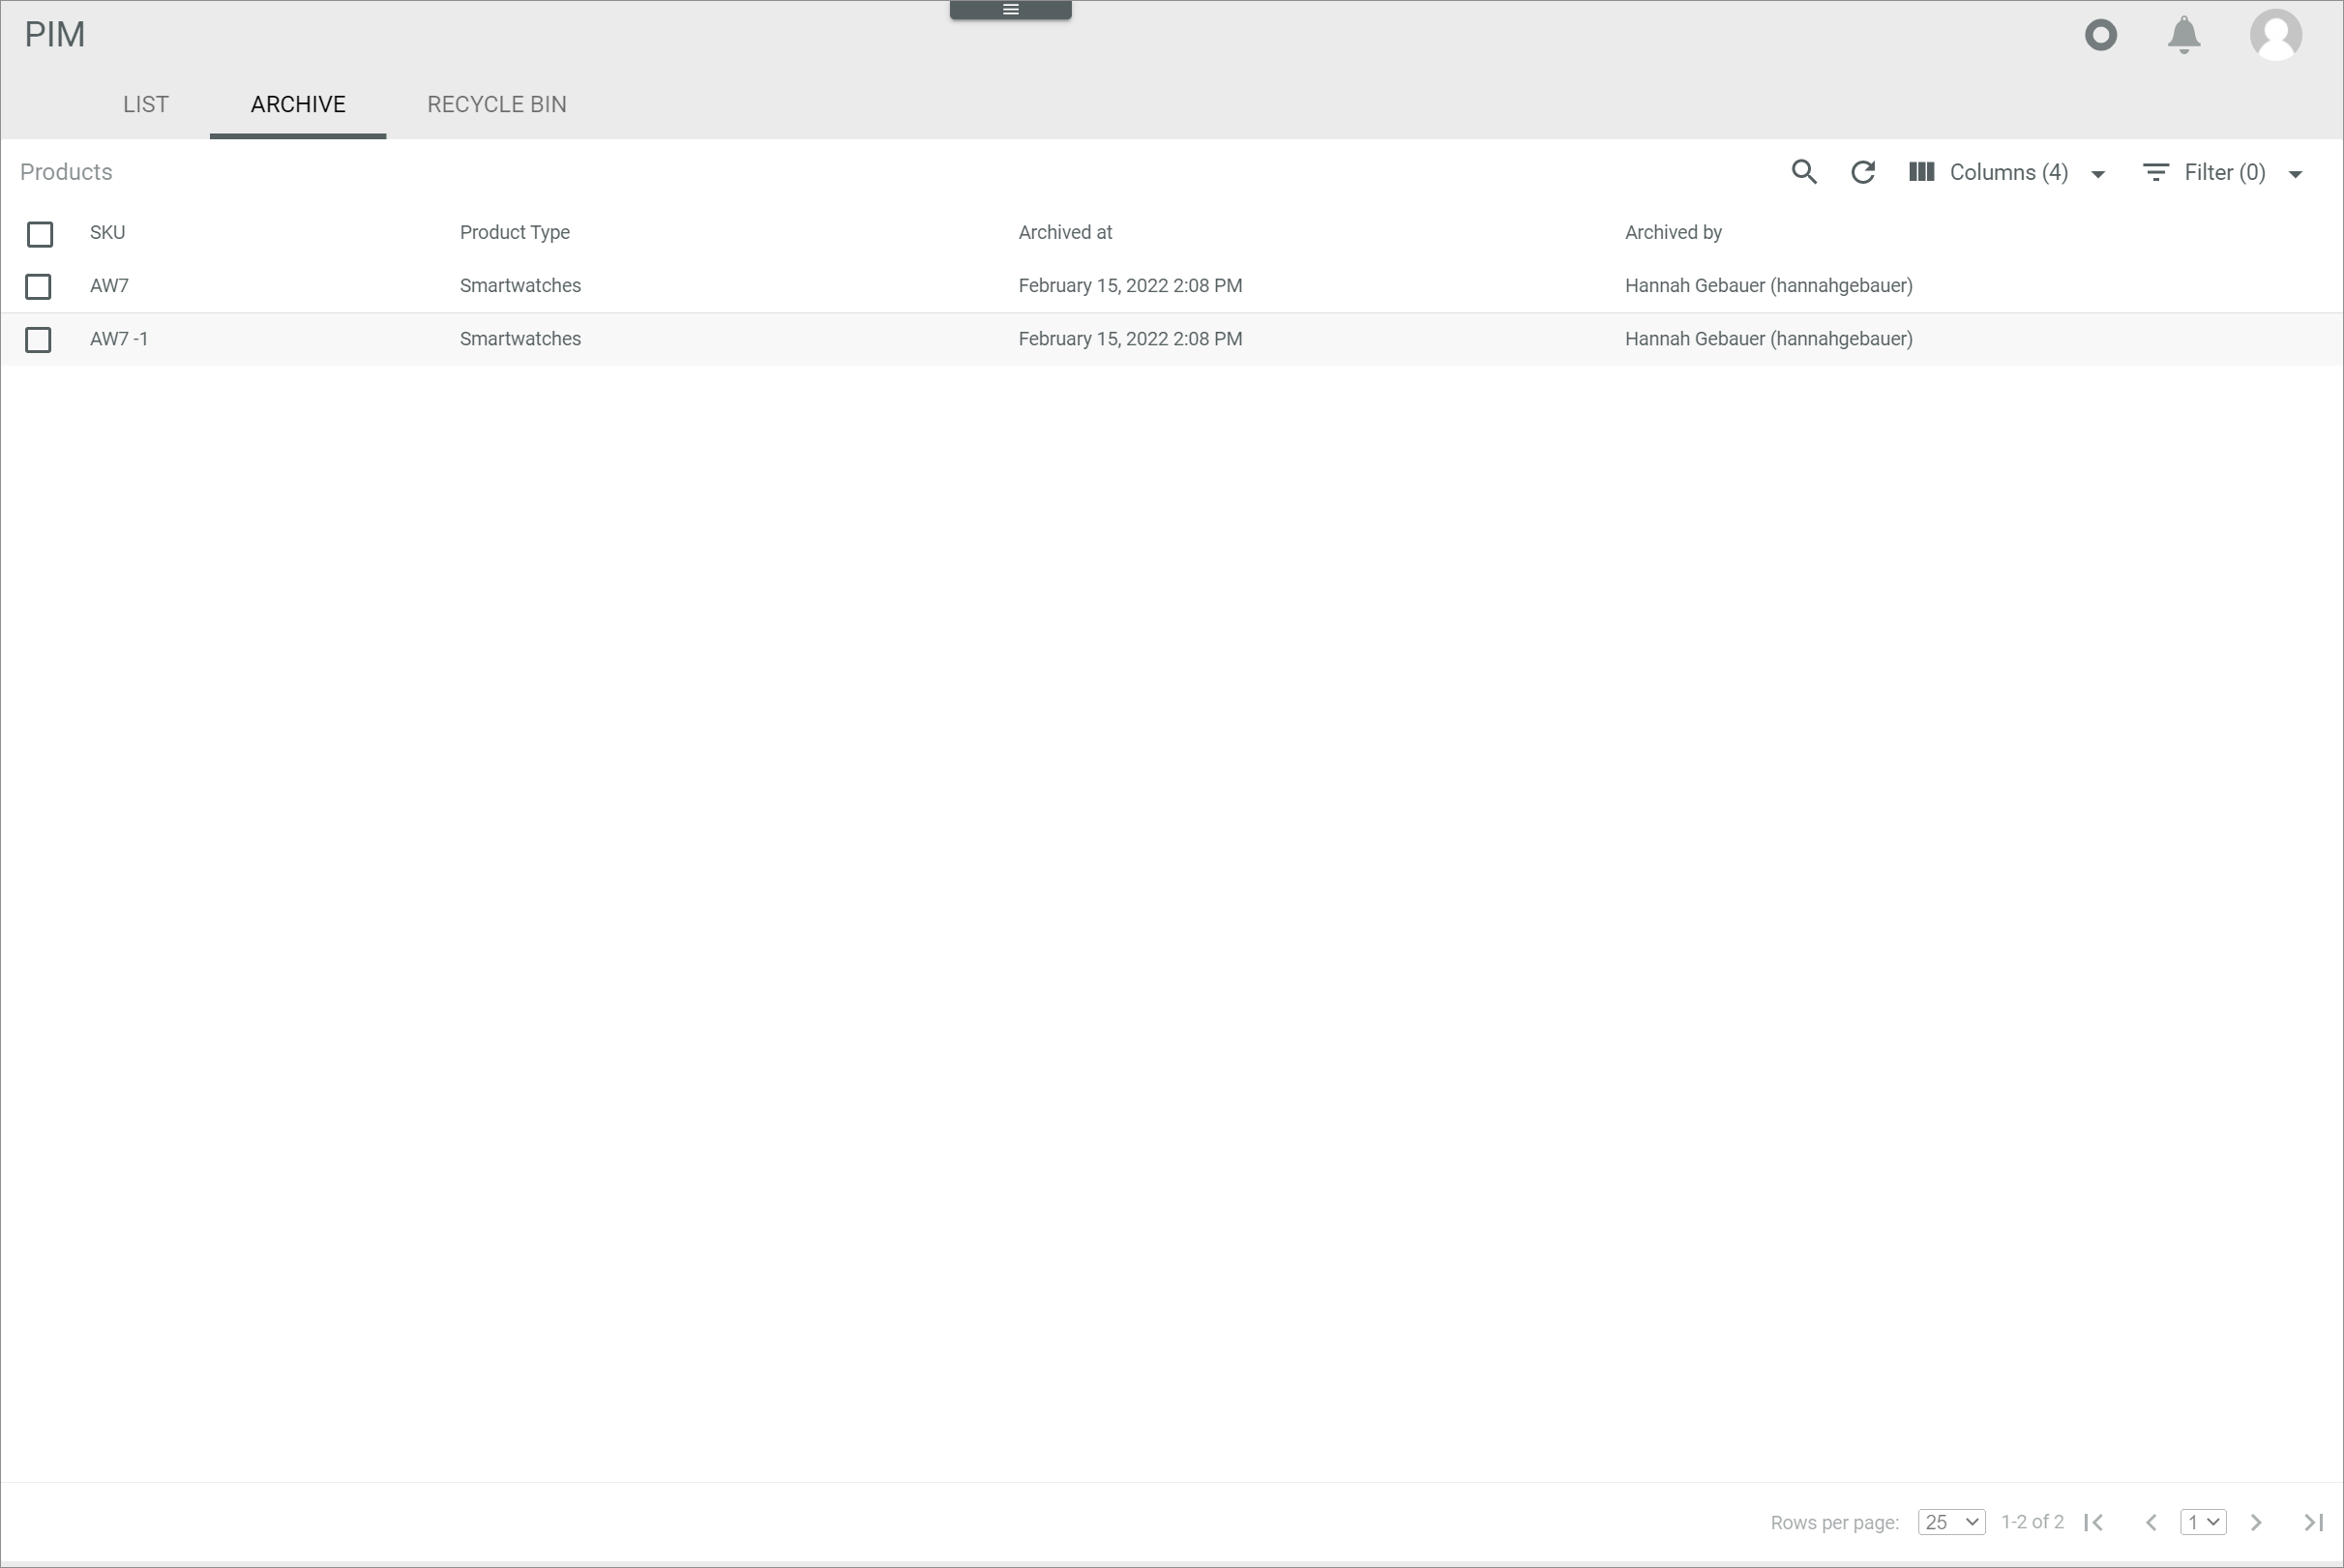 PIM
LIST ARCHIVE RECYCLE BIN
Products Columns (4) Filter (0)
SKU Product Type Archived at Archived by
AW7 Smartwatches February 15, 2022 2:08 PM Hannah Gebauer (hannahgebauer)
AW7 -1 Smartwatches February 15, 2022 2:08 PM Hannah Gebauer (hannahgebauer)
Rows per page: 25 1-2 of 2 1